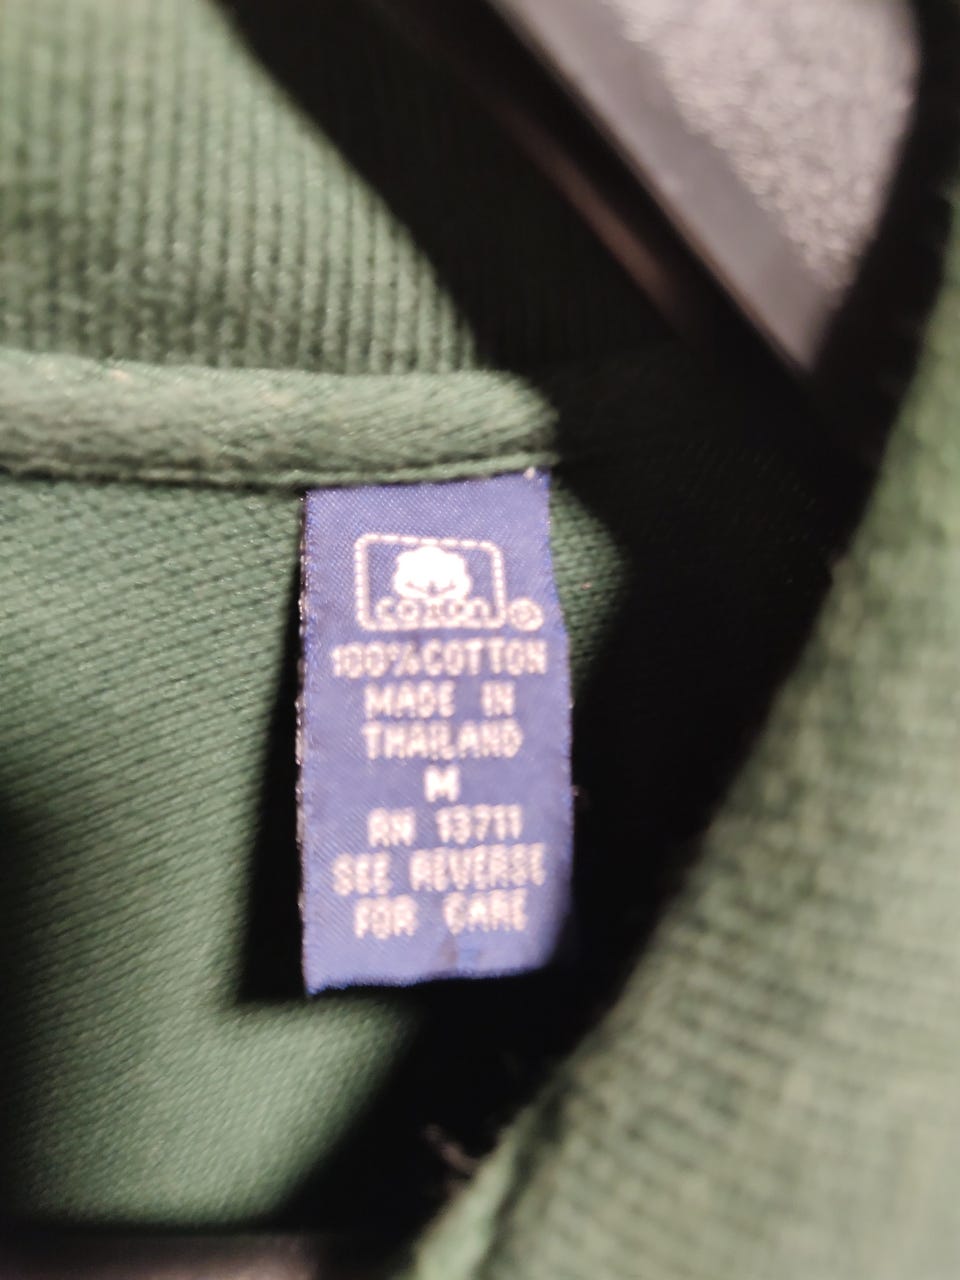 cotton ®
100% COTTON
MADE IN
THAILAND
M
RN 13711
SEE REVERSE
FOR CARE